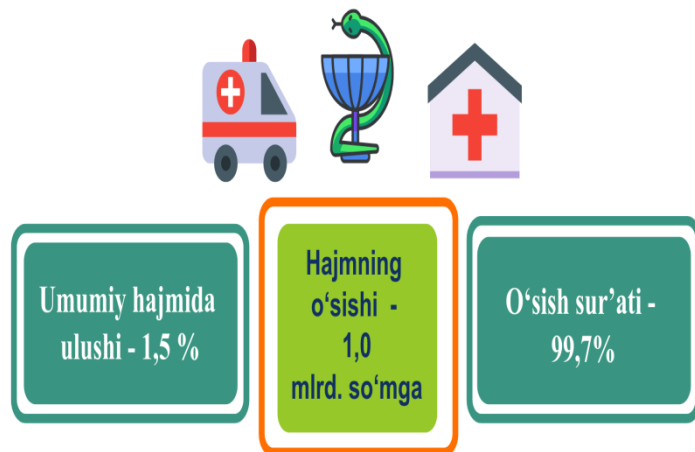 Umumiy hajmida
ulushi - 1,5 %
Hajmning
o‘sishi -
1,0
mlrd. so‘mga
O‘sish sur’ati -
99,7%